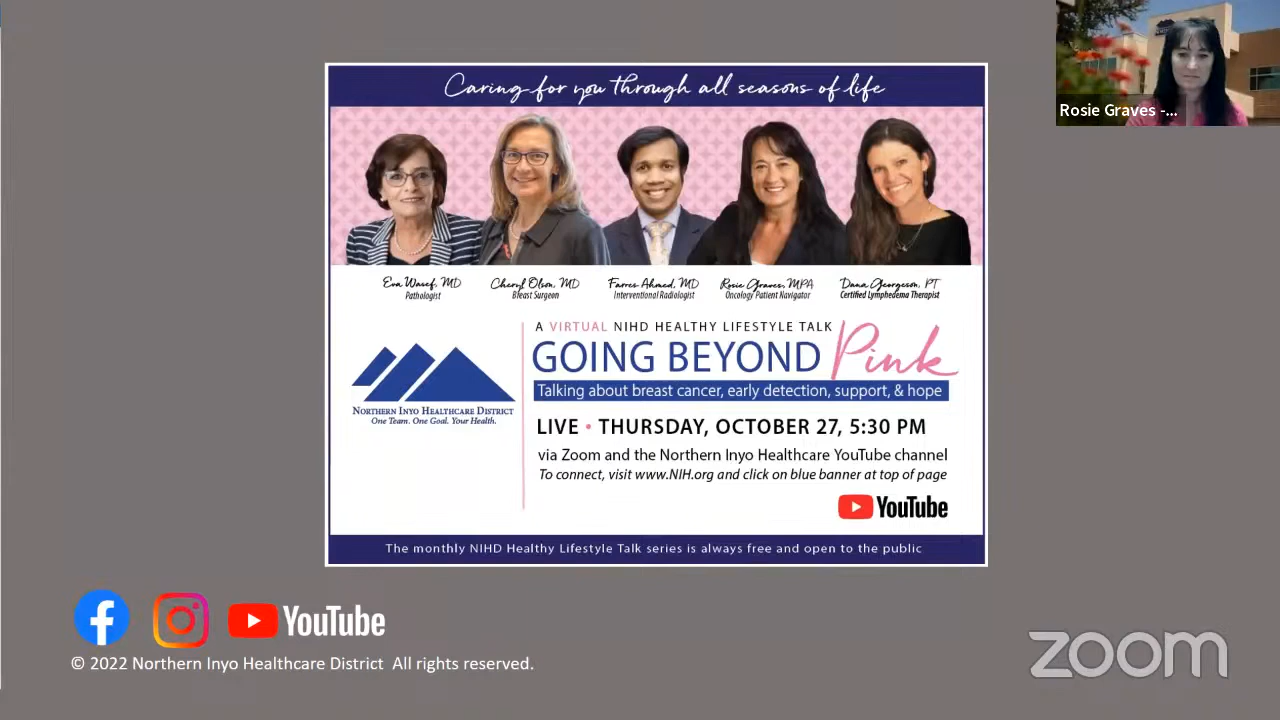 Caring for you through all seasons of life
Rosie Graves -...
Eva Wasef, MD
Pathologist
Cheryl Olson, MD
Breast Surgeon
Farres Ahmed, MD
Interventional Radiologist
Rosie Graves, MPA
Oncology Patient Navigator
Dana Georgeson, PT
Certified Lymphedema Therapist
A VIRTUAL NIHD HEALTHY LIFESTYLE TALK
GOING BEYOND Pink
Talking about breast cancer, early detection, support, & hope
NORTHERN INYO HEALTHCARE DISTRICT
One Team. One Goal. Your Health.
LIVE • THURSDAY, OCTOBER 27, 5:30 PM
via Zoom and the Northern Inyo Healthcare YouTube channel
To connect, visit www.NIH.org and click on blue banner at top of page
YouTube
The monthly NIHD Healthy Lifestyle Talk series is always free and open to the public
YouTube
© 2022 Northern Inyo Healthcare District All rights reserved.
zoom